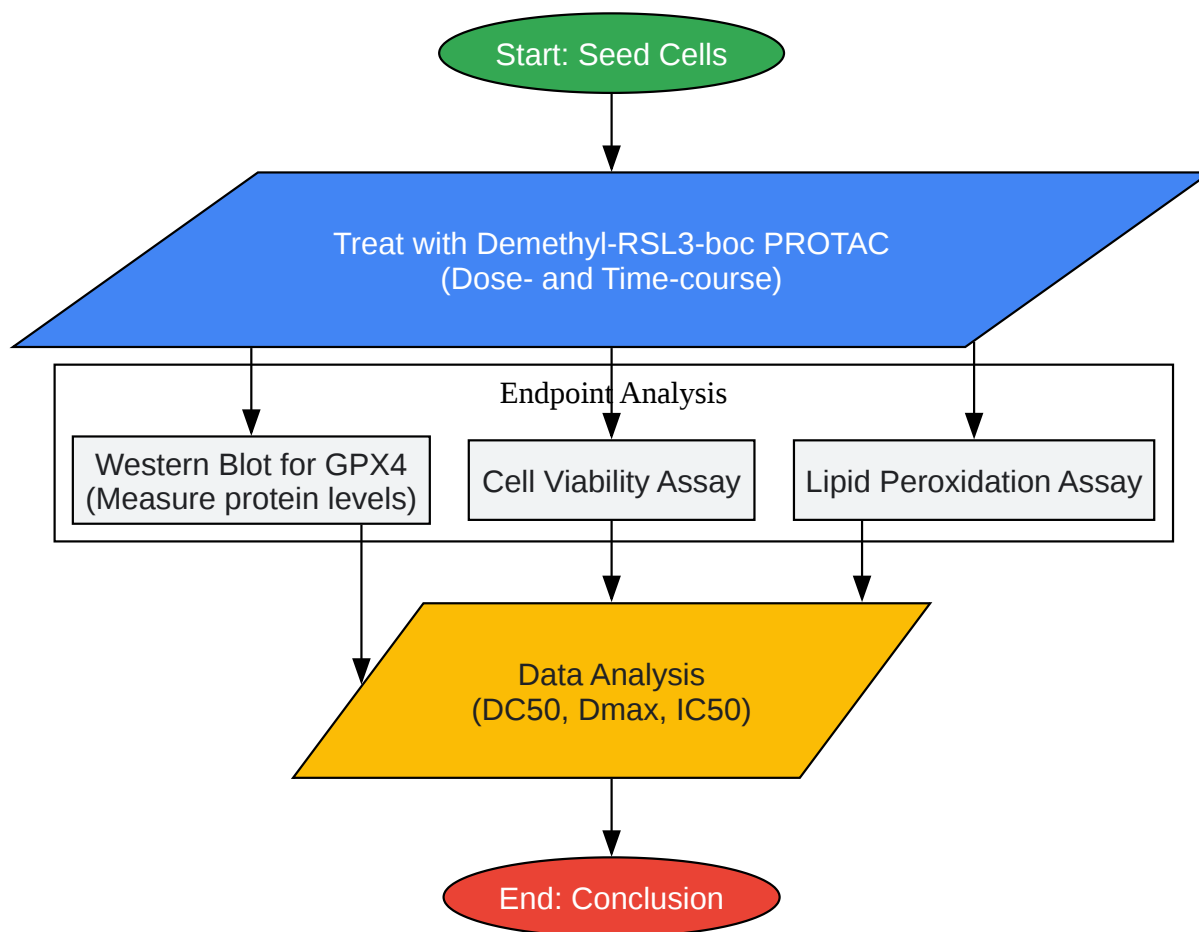 Start: Seed Cells
Treat with Demethyl-RSL3-boc PROTAC
(Dose- and Time-course)
Endpoint Analysis
Western Blot for GPX4
(Measure protein levels)
Cell Viability Assay
Lipid Peroxidation Assay
Data Analysis
(DC50, Dmax, IC50)
End: Conclusion